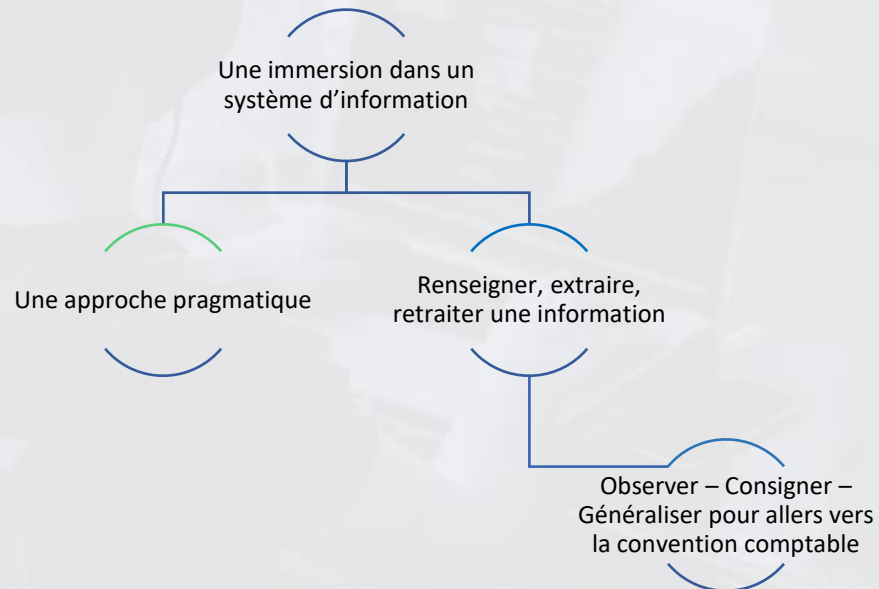 Une immersion dans un
système d’information
Une approche pragmatique
Renseigner, extraire,
retraiter une information
Observer – Consigner –
Généraliser pour allers vers
la convention comptable